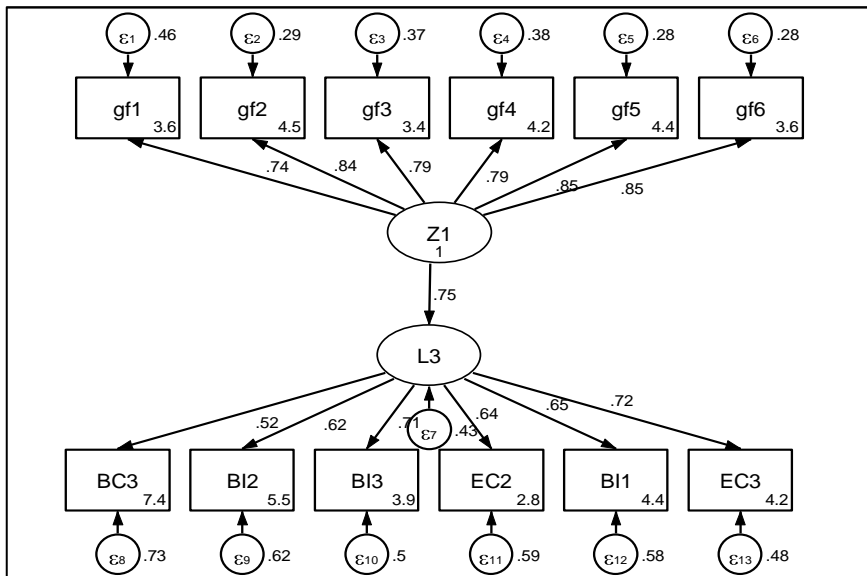 ε1 .46 ε2 .29 ε3 .37 ε4 .38 ε5 .28 ε6 .28
gf1 gf2 gf3 gf4 gf5 gf6
3.6 4.5 3.4 4.2 4.4 3.6
.74 .84 .79 .79 .85 .85
Z1
1
.75
L3
.52 .62 .71 .64 .65 .72
ε7 .43
BC3 BI2 BI3 EC2 BI1 EC3
7.4 5.5 3.9 2.8 4.4 4.2
ε8 .73 ε9 .62 ε10 .5 ε11 .59 ε12 .58 ε13 .48